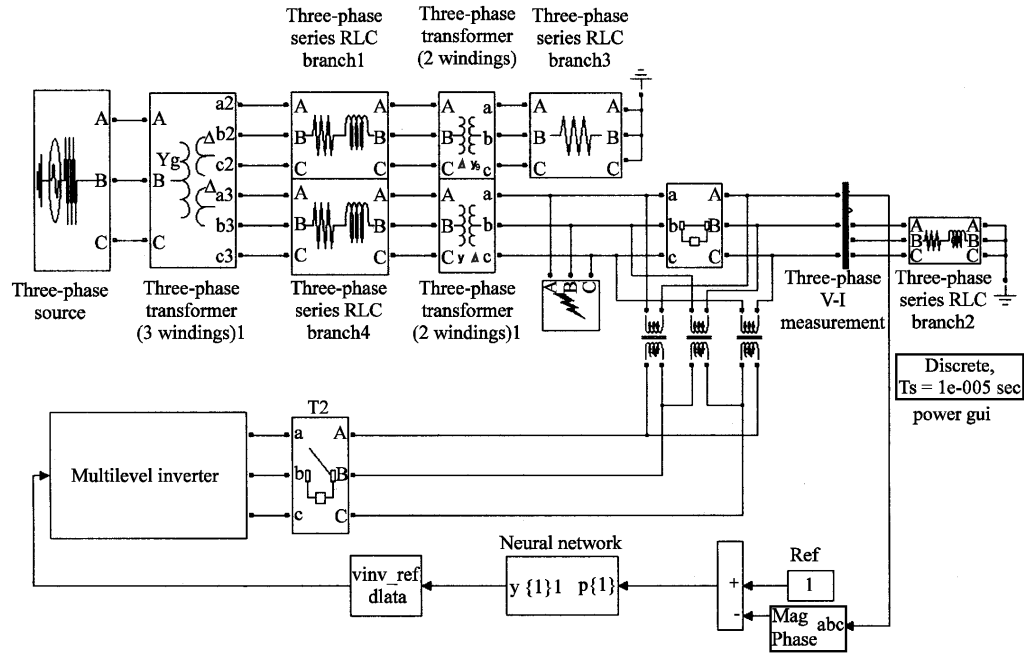 Three-phase
series RLC
branch1
Three-phase
transformer
(2 windings)
Three-phase
series RLC
branch3
A
B
C
A
B
C
Yg
Δ
Δ
a2
b2
c2
a3
b3
c3
A
B
C
A
B
C
A
B
C
Δ yg
a
b
c
A
B
C
A
B
C
A
B
C
A
B
C
A
B
C
y Δ
a
b
c
a
b
c
A
B
C
A
B
C
A
B
C
A
B
C
Three-phase
source
Three-phase
transformer
(3 windings)1
Three-phase
series RLC
branch4
Three-phase
transformer
(2 windings)1
Three-phase
V-I
measurement
Three-phase
series RLC
branch2
Discrete,
Ts = 1e-005 sec
power gui
T2
Multilevel inverter
a
b
c
A
B
C
Neural network
Ref
vinv_ref
dlata
y {1}1 p{1}
+
-
1
Mag
Phase
abc